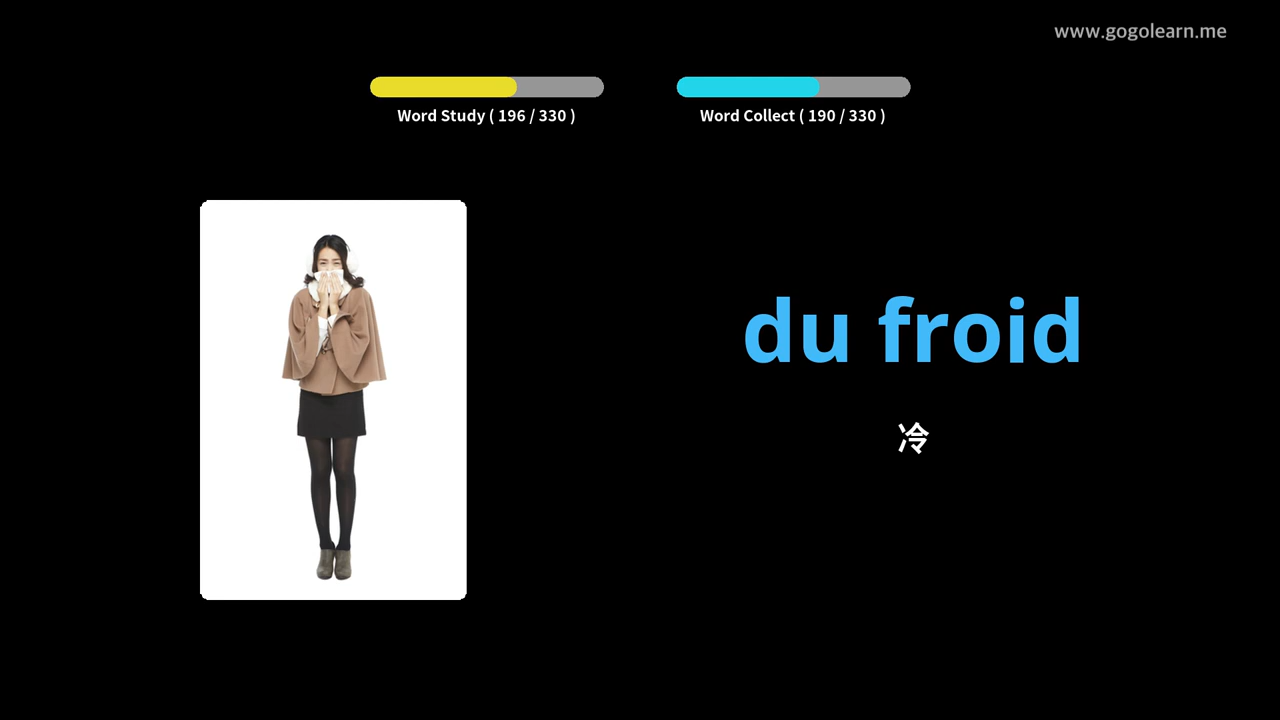 www.gogolearn.me
Word Study ( 196 / 330 )
Word Collect ( 190 / 330 )
du froid
冷